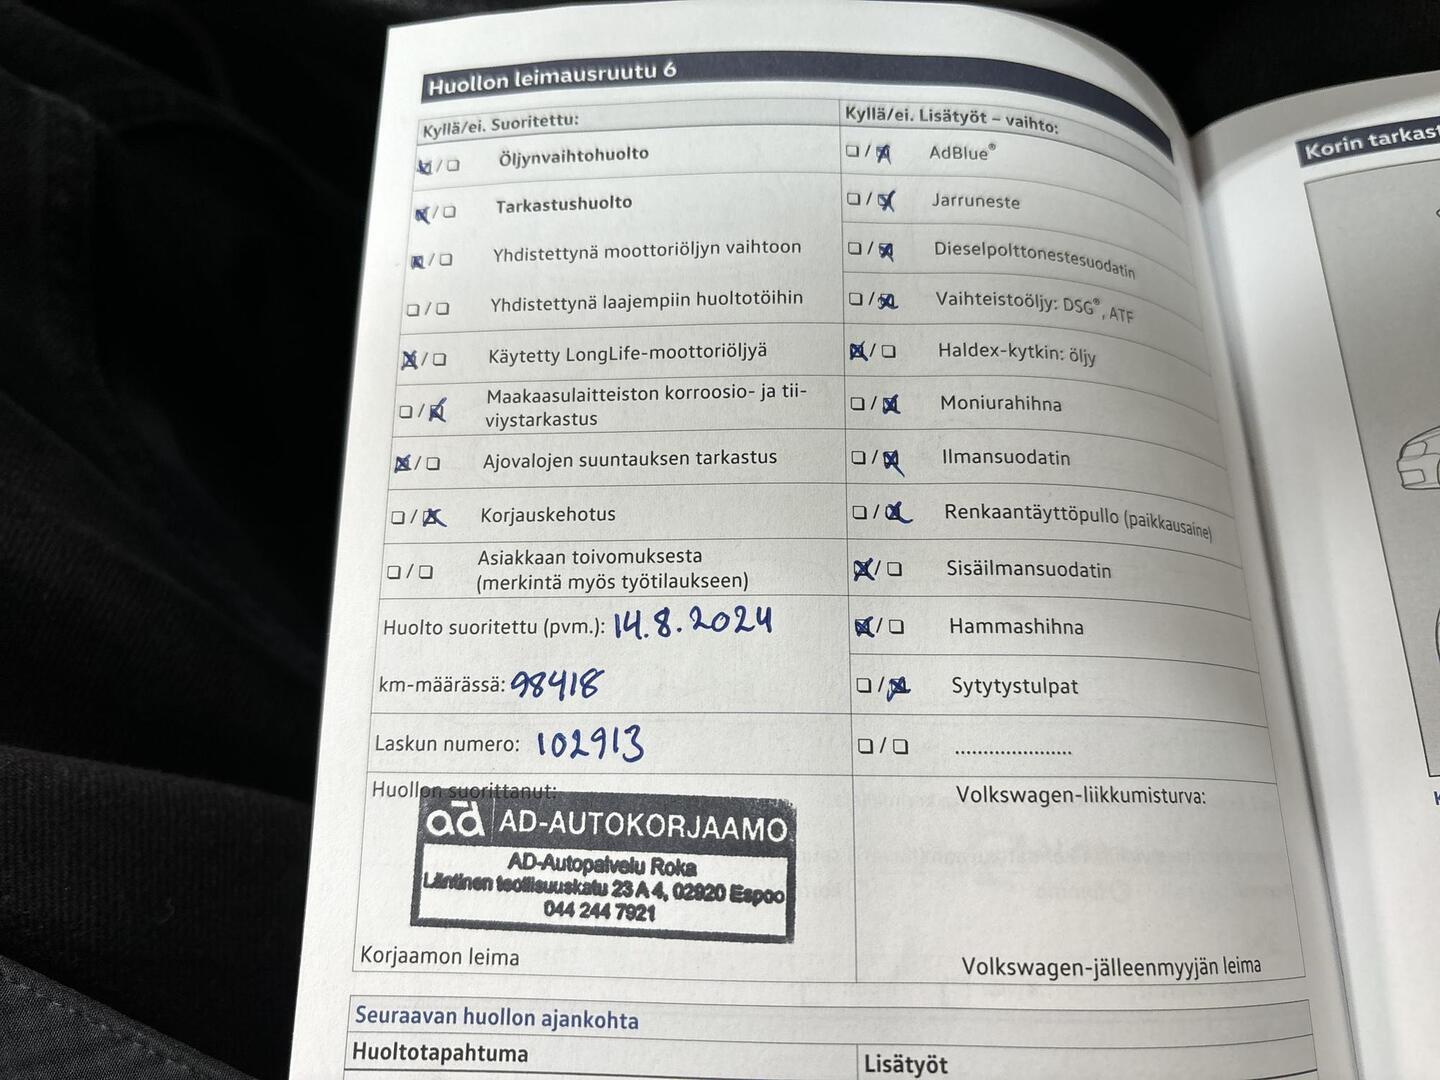 Huollon leimausruutu 6
Kyllä/ei. Suoritettu:
☒/☐ Öljynvaihtohuolto
☒/☐ Tarkastushuolto
☒/☐ Yhdistettynä moottoriöljyn vaihtoon
☐/☐ Yhdistettynä laajempiin huoltotöihin
☒/☐ Käytetty LongLife-moottoriöljyä
☐/☒ Maakaasulaitteiston korroosio- ja tii-
viystarkastus
☒/☐ Ajovalojen suuntauksen tarkastus
☐/☒ Korjauskehotus
☐/☐ Asiakkaan toivomuksesta
(merkintä myös työtilaukseen)
Huolto suoritettu (pvm.): 14.8.2024
km-määrässä: 98418
Laskun numero: 102913
Huollon suorittanut:
ad AD-AUTOKORJAAMO
AD-Autopalvelu Roka
Läntinen teollisuuskatu 23 A 4, 02920 Espoo
044 244 7921
Korjaamon leima
Kyllä/ei. Lisätyöt – vaihto:
☐/☒ AdBlue®
☐/☒ Jarruneste
☐/☒ Dieselpolttonestesuodatin
☐/☒ Vaihteistoöljy: DSG®, ATF
☒/☐ Haldex-kytkin: öljy
☐/☒ Moniurahihna
☐/☒ Ilmansuodatin
☐/☒ Renkaantäyttöpullo (paikkausaine)
☒/☐ Sisäilmansuodatin
☒/☐ Hammashihna
☐/☒ Sytytystulpat
☐/☐ .....................
Volkswagen-liikkumisturva:
Volkswagen-jälleenmyyjän leima
Seuraavan huollon ajankohta
Huoltotapahtuma
Lisätyöt
Korin